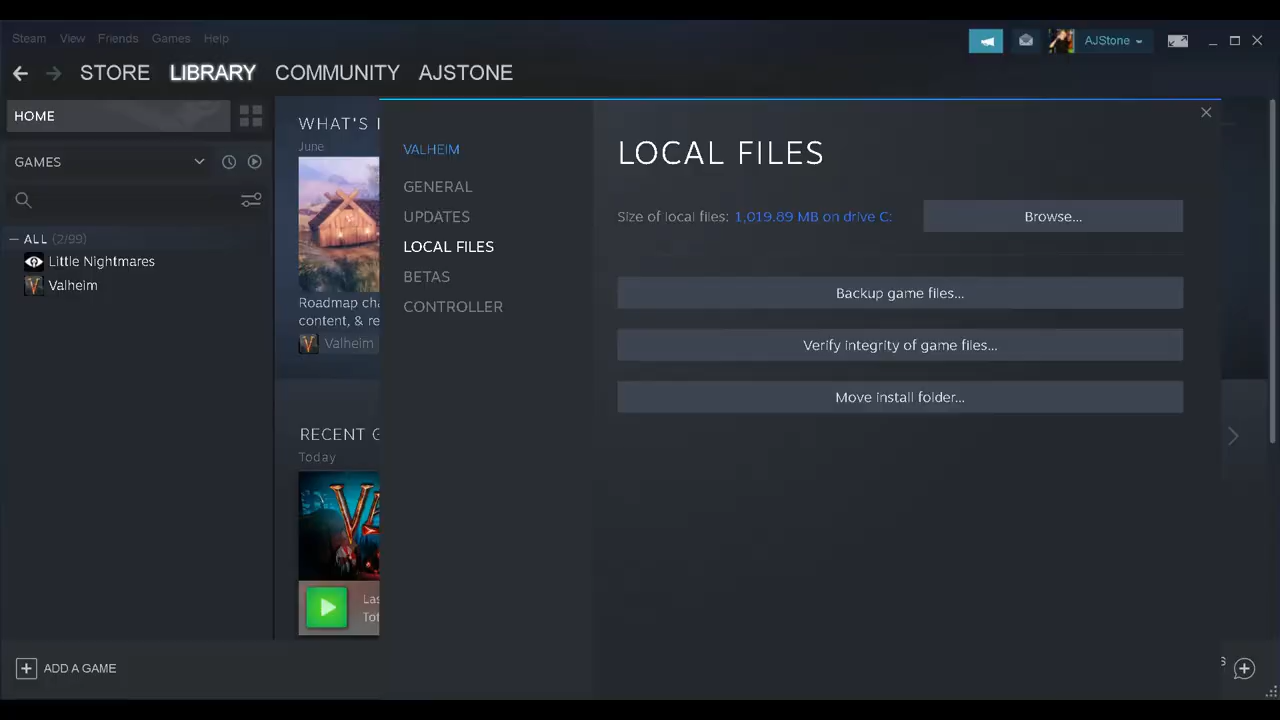 Steam View Friends Games Help
AJStone
STORE LIBRARY COMMUNITY AJSTONE
HOME
GAMES
ALL (2/99)
Little Nightmares
Valheim
WHAT'S
June
Roadmap cha
content, & re
Valheim
RECENT G
Today
Las
Tot
VALHEIM
GENERAL
UPDATES
LOCAL FILES
BETAS
CONTROLLER
LOCAL FILES
Size of local files: 1,019.89 MB on drive C:
Browse...
Backup game files...
Verify integrity of game files...
Move install folder...
ADD A GAME
S